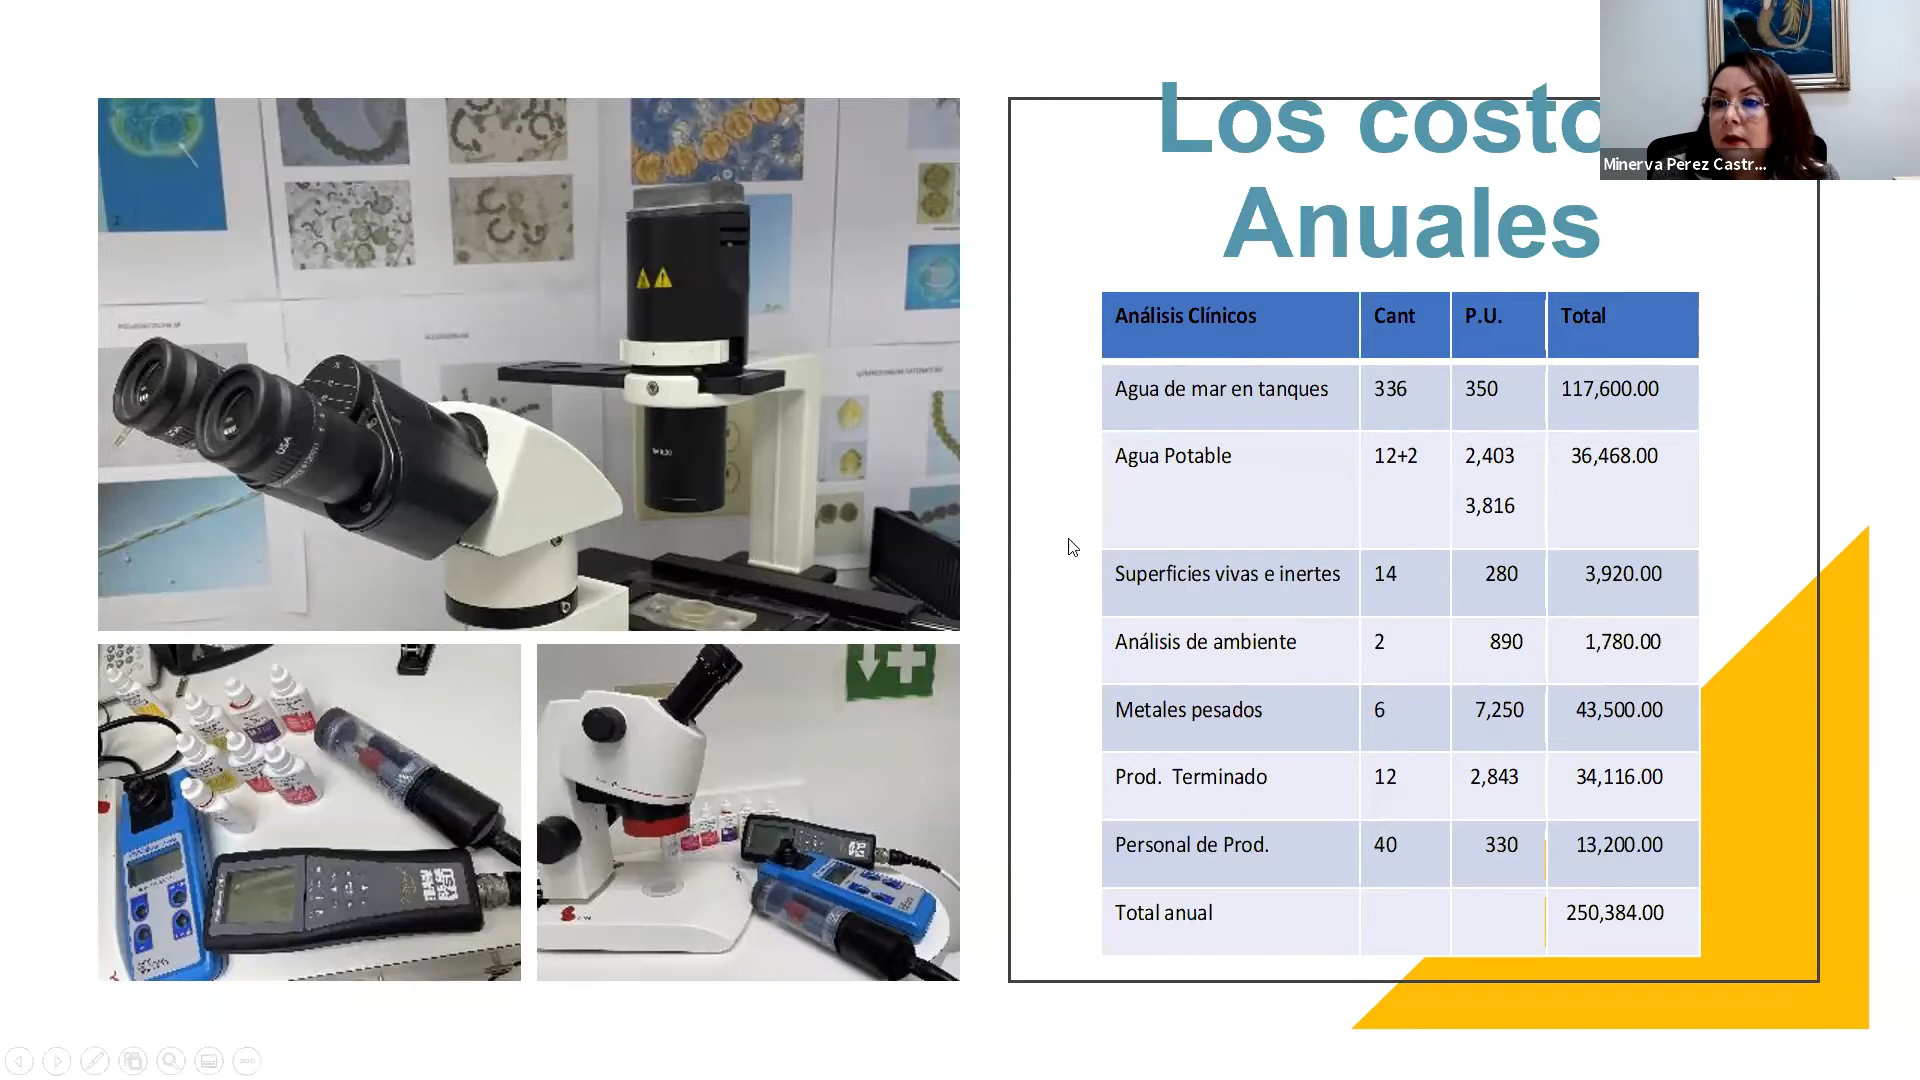 Los costo
Anuales
Minerva Perez Castr...
Análisis Clínicos Cant P.U. Total
Agua de mar en tanques 336 350 117,600.00
Agua Potable 12+2 2,403 36,468.00
3,816
Superficies vivas e inertes 14 280 3,920.00
Análisis de ambiente 2 890 1,780.00
Metales pesados 6 7,250 43,500.00
Prod. Terminado 12 2,843 34,116.00
Personal de Prod. 40 330 13,200.00
Total anual 250,384.00
USA